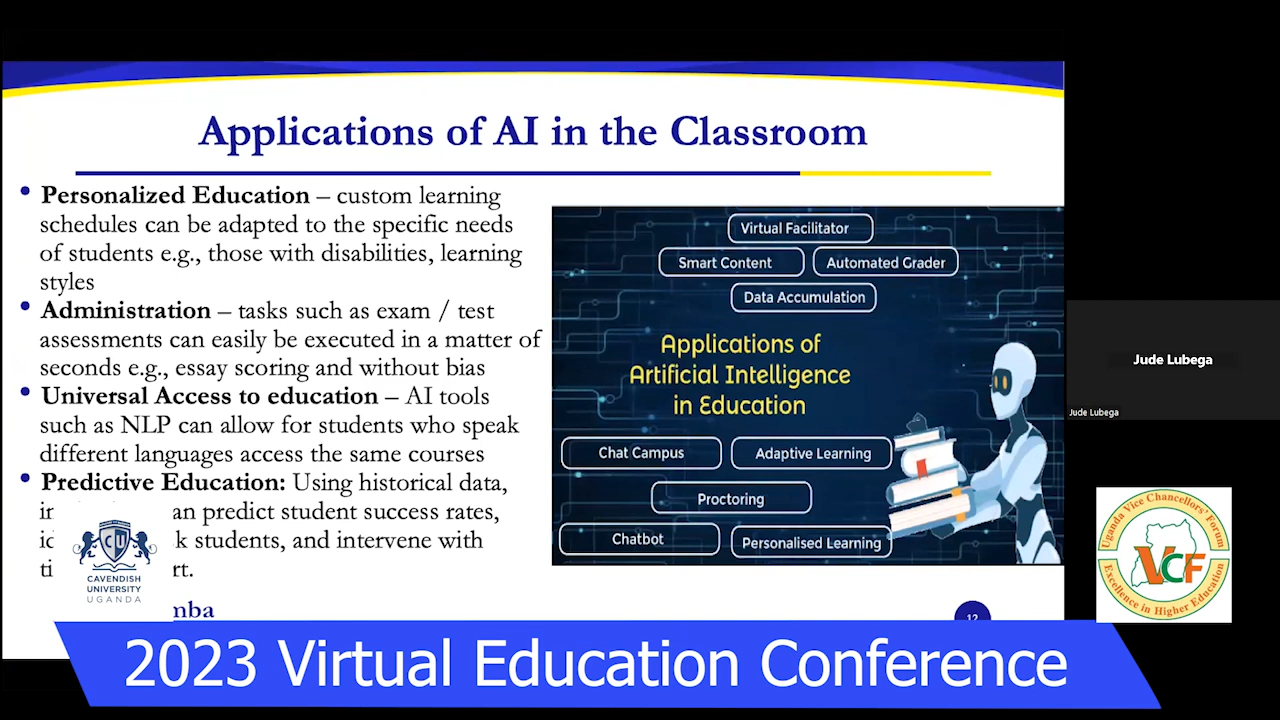 Applications of AI in the Classroom
• Personalized Education – custom learning
schedules can be adapted to the specific needs
of students e.g., those with disabilities, learning
styles
• Administration – tasks such as exam / test
assessments can easily be executed in a matter of
seconds e.g., essay scoring and without bias
• Universal Access to education – AI tools
such as NLP can allow for students who speak
different languages access the same courses
• Predictive Education: Using historical data,
predict student success rates,
students, and intervene with
Virtual Facilitator
Smart Content
Automated Grader
Data Accumulation
Applications of
Artificial Intelligence
in Education
Chat Campus
Adaptive Learning
Proctoring
Chatbot
Personalised Learning
12
Jude Lubega
Jude Lubega
Uganda Vice Chancellors' Forum
VCF
Excellence in Higher Education
CU
CAVENDISH
UNIVERSITY
UGANDA
2023 Virtual Education Conference